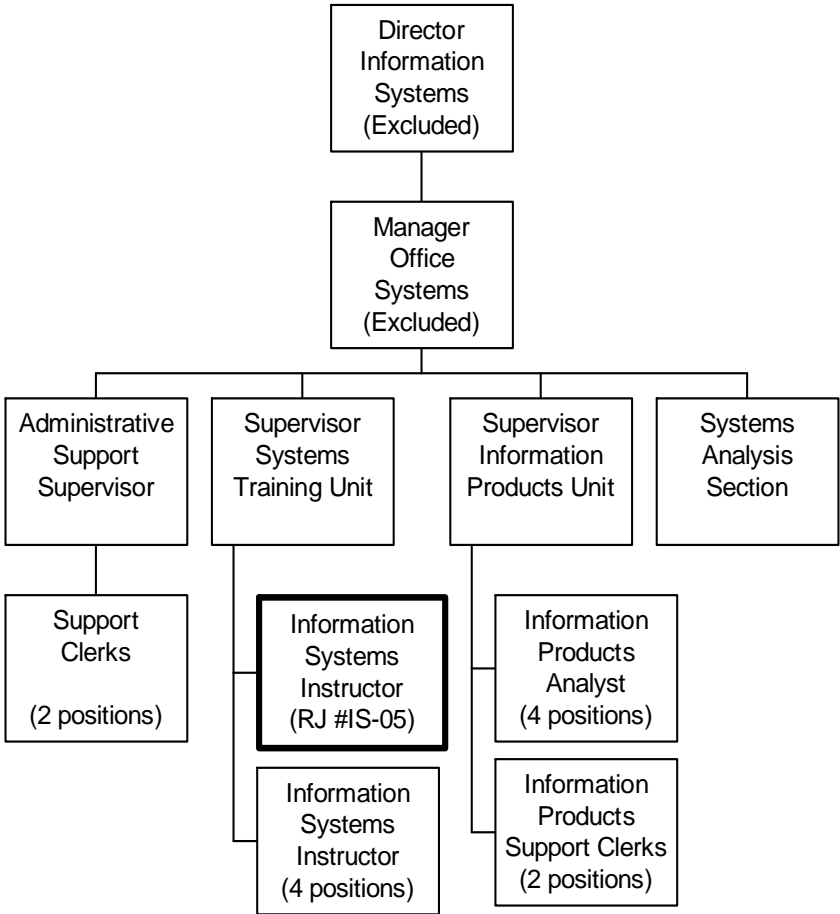 Director
Information
Systems
(Excluded)
Manager
Office
Systems
(Excluded)
Administrative
Support
Supervisor
Supervisor
Systems
Training Unit
Supervisor
Information
Products Unit
Systems
Analysis
Section
Support
Clerks
(2 positions)
Information
Systems
Instructor
(RJ #IS-05)
Information
Products
Analyst
(4 positions)
Information
Systems
Instructor
(4 positions)
Information
Products
Support Clerks
(2 positions)